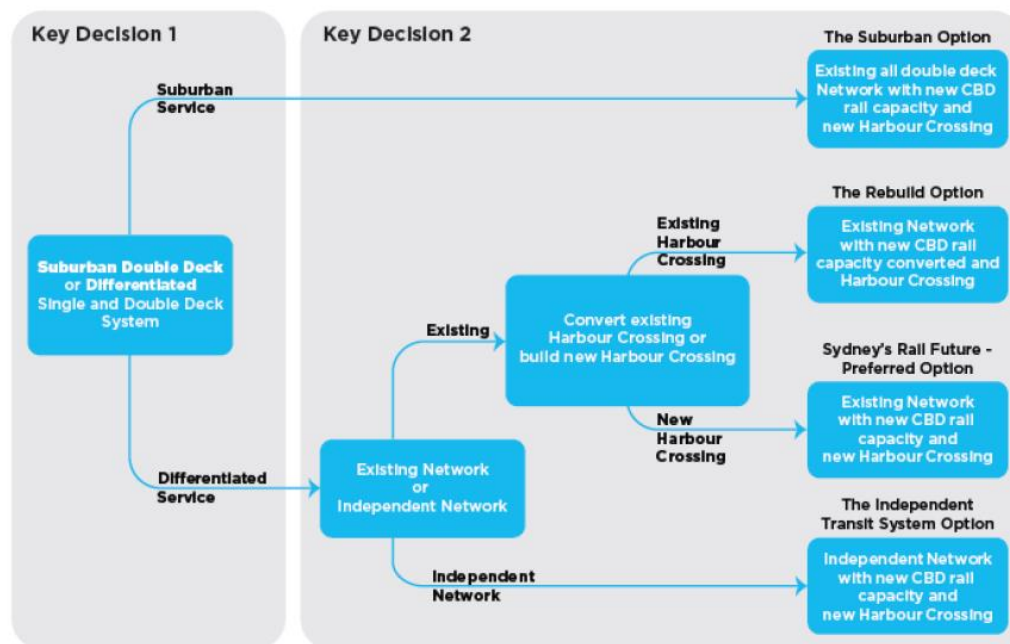 Key Decision 1
Key Decision 2
The Suburban Option
Suburban
Service
Existing all double deck
Network with new CBD
rail capacity and
new Harbour Crossing
The Rebuild Option
Existing
Harbour
Crossing
Existing Network
with new CBD rail
capacity converted and
Harbour Crossing
Suburban Double Deck
or Differentiated
Single and Double Deck
System
Existing
Convert existing
Harbour Crossing or
build new Harbour Crossing
Sydney's Rail Future -
Preferred Option
New
Harbour
Crossing
Existing Network
with new CBD rail
capacity and
new Harbour Crossing
Differentiated
Service
Existing Network
or
Independent Network
The Independent
Transit System Option
Independent
Network
Independent Network
with new CBD rail
capacity and
new Harbour Crossing